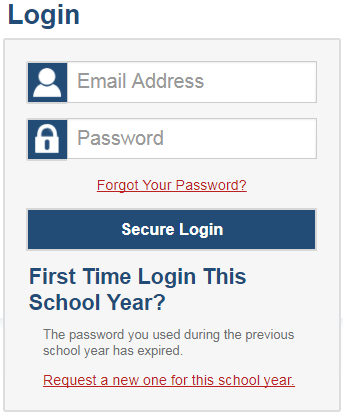 Login
Email Address
Password
Forgot Your Password?
Secure Login
First Time Login This
School Year?
The password you used during the previous
school year has expired.
Request a new one for this school year.